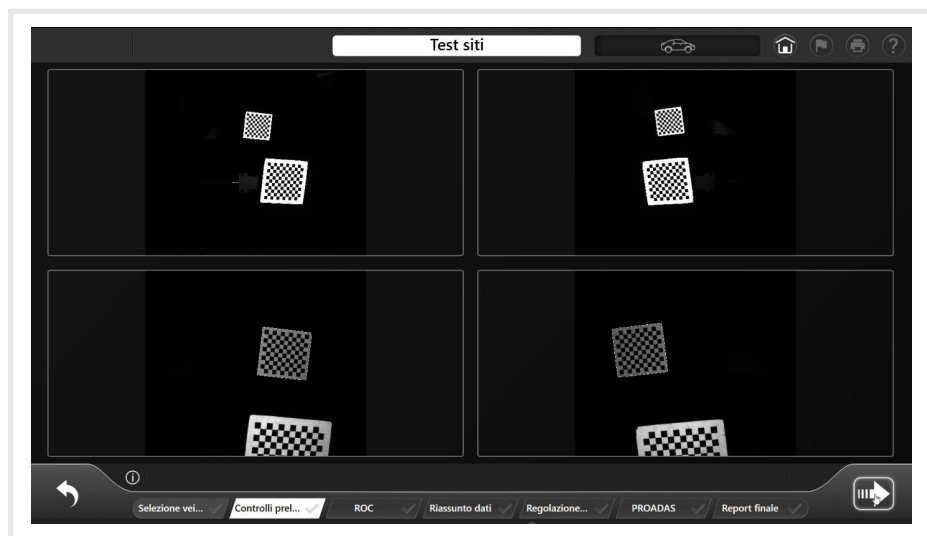 Test siti
?
Selezione vei...
Controlli prel...
ROC
Riassunto dati
Regolazione...
PROADAS
Report finale